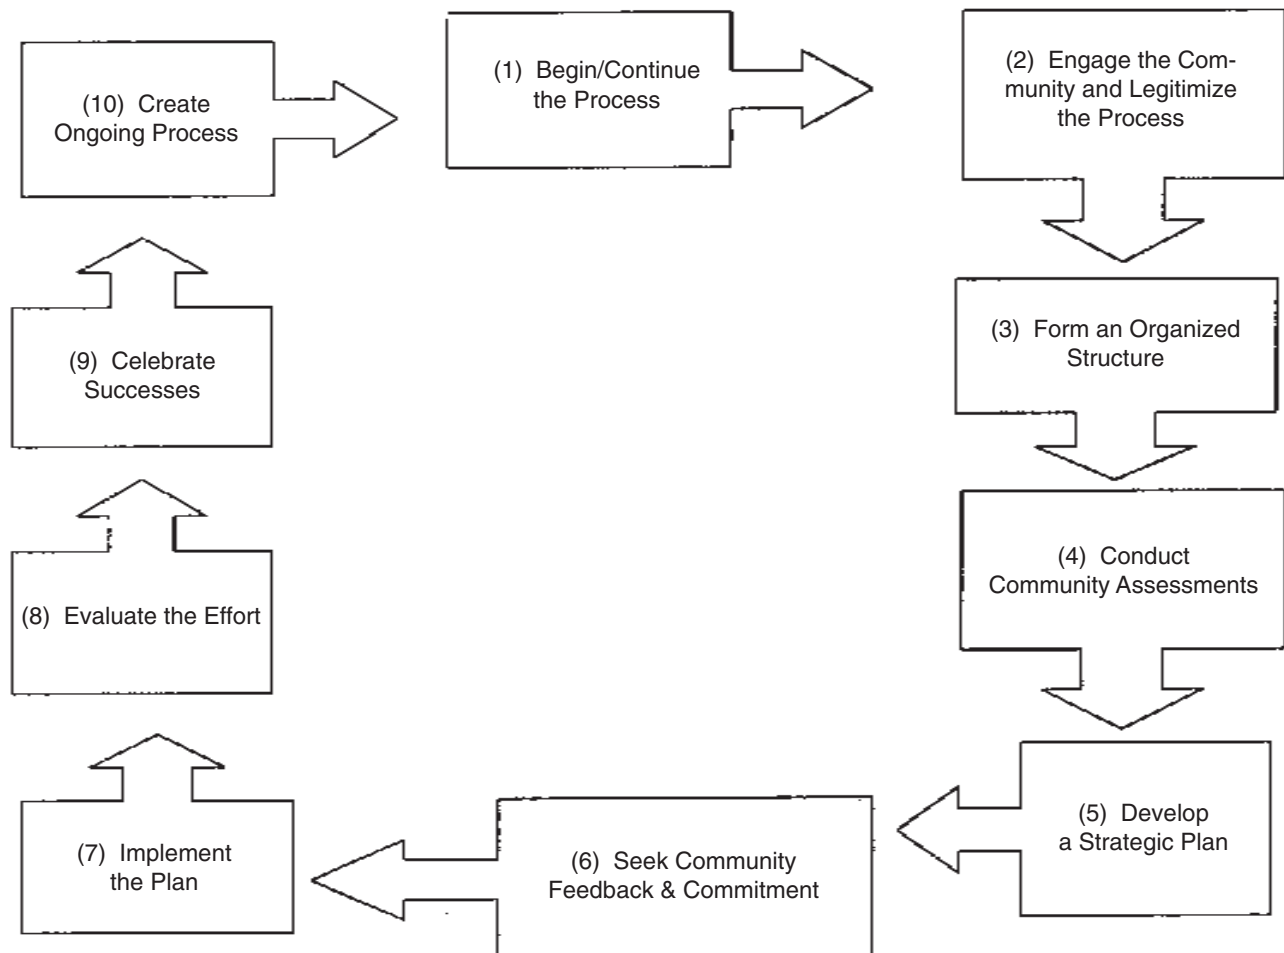 (1) Begin/Continue
the Process
(2) Engage the Com-
munity and Legitimize
the Process
(3) Form an Organized
Structure
(4) Conduct
Community Assessments
(5) Develop
a Strategic Plan
(6) Seek Community
Feedback & Commitment
(7) Implement
the Plan
(8) Evaluate the Effort
(9) Celebrate
Successes
(10) Create
Ongoing Process